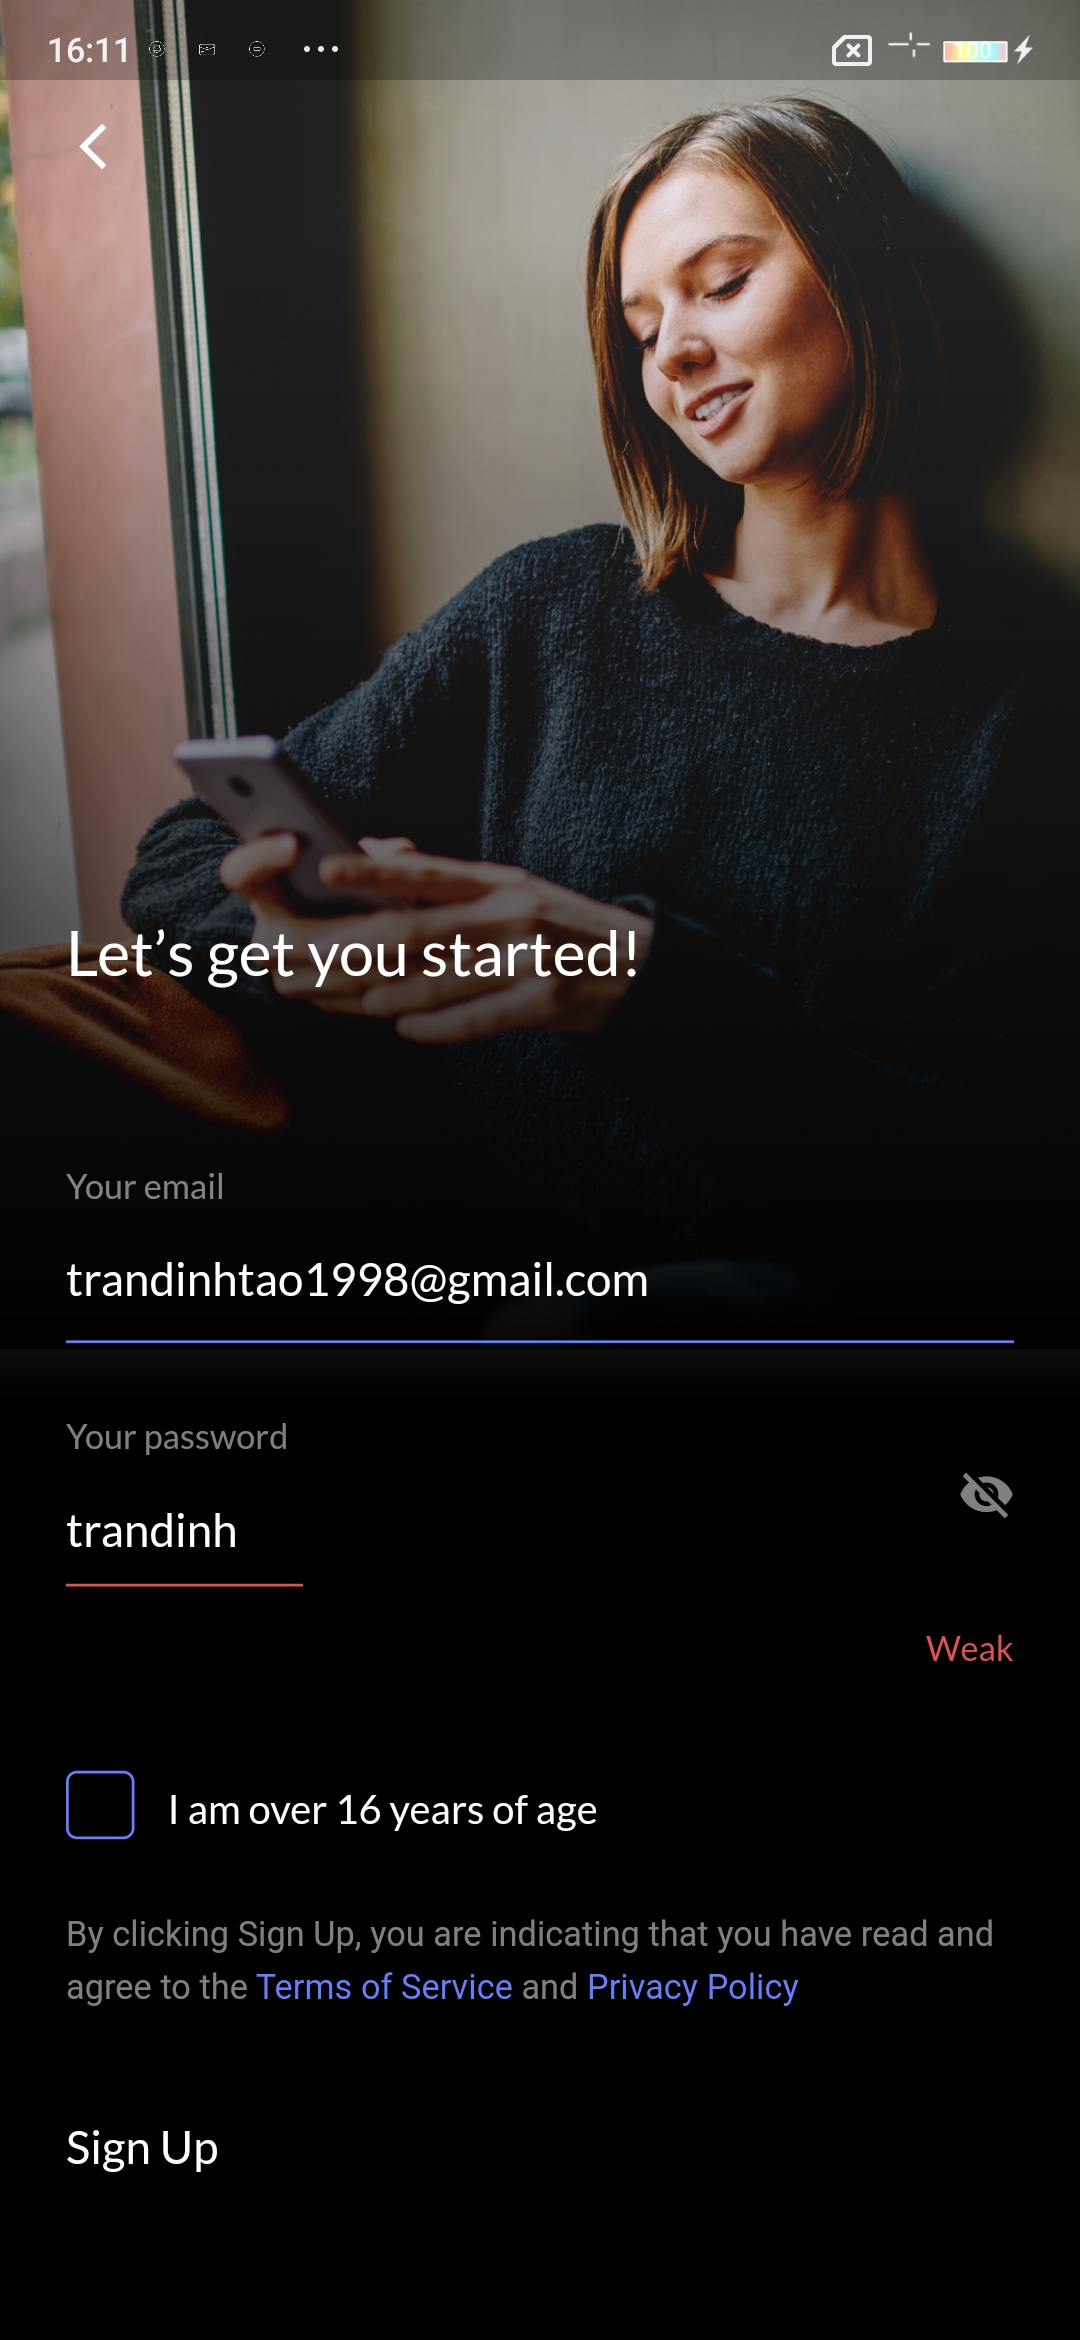 16:11
100
Let’s get you started!
Your email
trandinhtao1998@gmail.com
Your password
trandinh
Weak
I am over 16 years of age
By clicking Sign Up, you are indicating that you have read and
agree to the Terms of Service and Privacy Policy
Sign Up